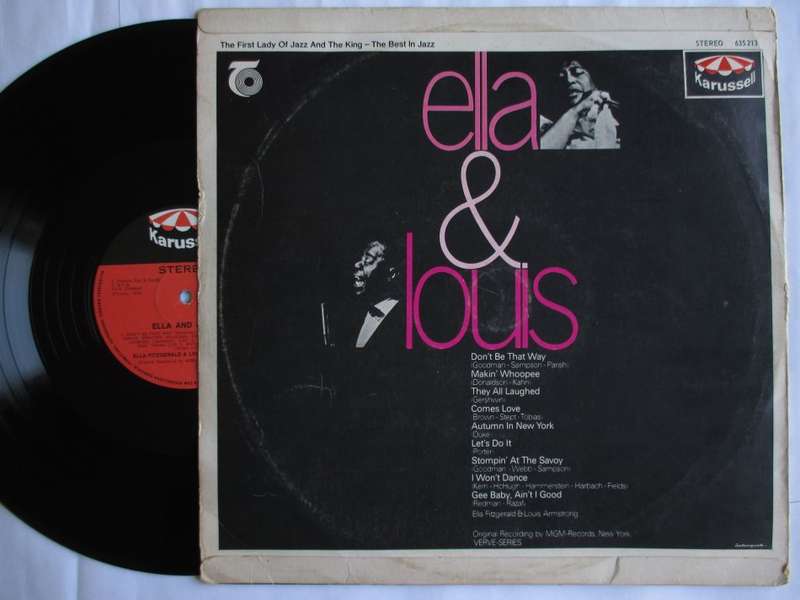 The First Lady Of Jazz And The King – The Best In Jazz
STEREO 635 213
Karussell
ella
&
louis
Don't Be That Way
(Goodman - Sampson - Parish)
Makin' Whoopee
(Donaldson - Kahn)
They All Laughed
(Gershwin)
Comes Love
(Brown - Stept - Tobias)
Autumn In New York
(Duke)
Let's Do It
(Porter)
Stompin' At The Savoy
(Goodman - Webb - Sampson)
I Won't Dance
(Kern - McHugh - Hammerstein - Harbach - Fields)
Gee Baby, Ain't I Good
(Redman - Razaf)
Ella Fitzgerald & Louis Armstrong
Original Recording by MGM-Records, New York
VERVE-SERIES
Karussell
STERE
ELLA AND
ELLA FITZGERALD & L